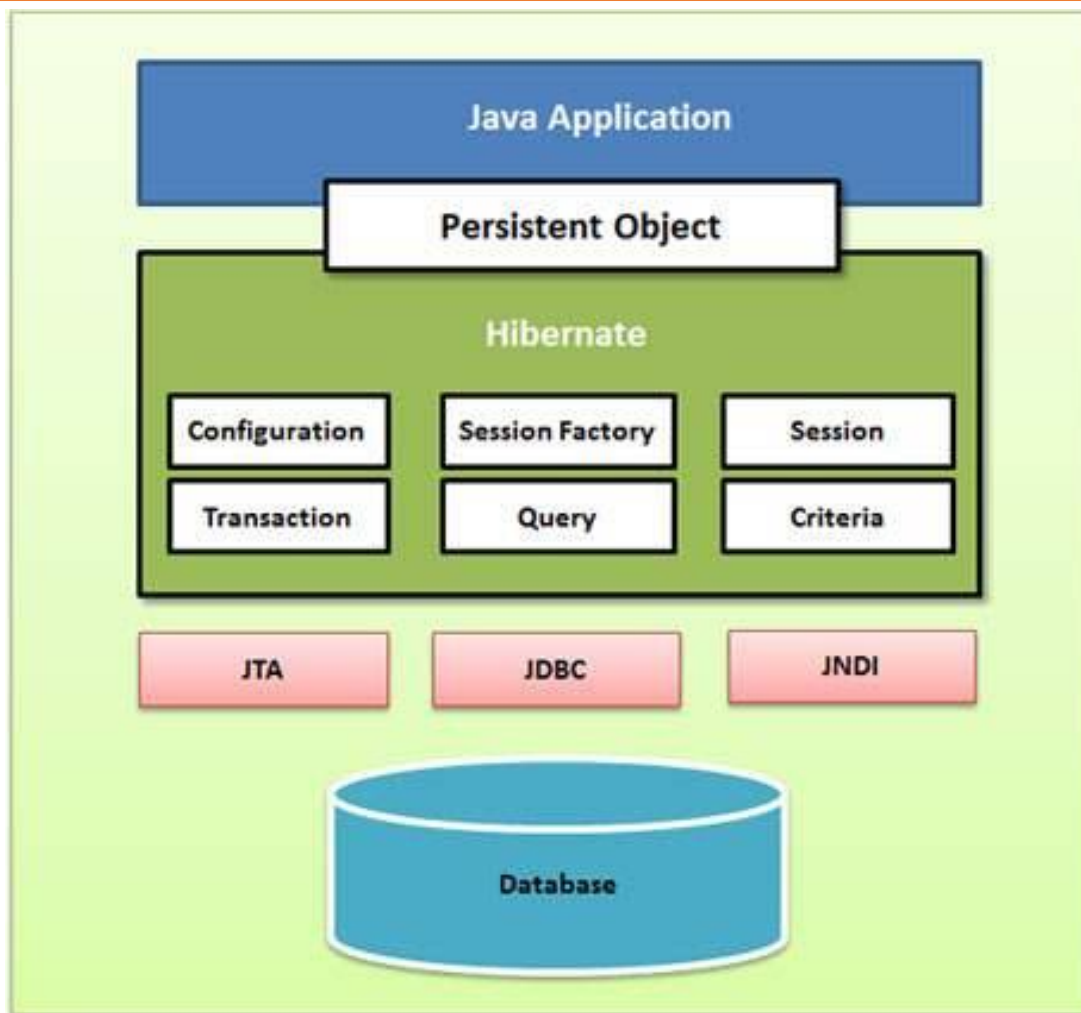 Java Application
Persistent Object
Hibernate
Configuration
Session Factory
Session
Transaction
Query
Criteria
JTA
JDBC
JNDI
Database